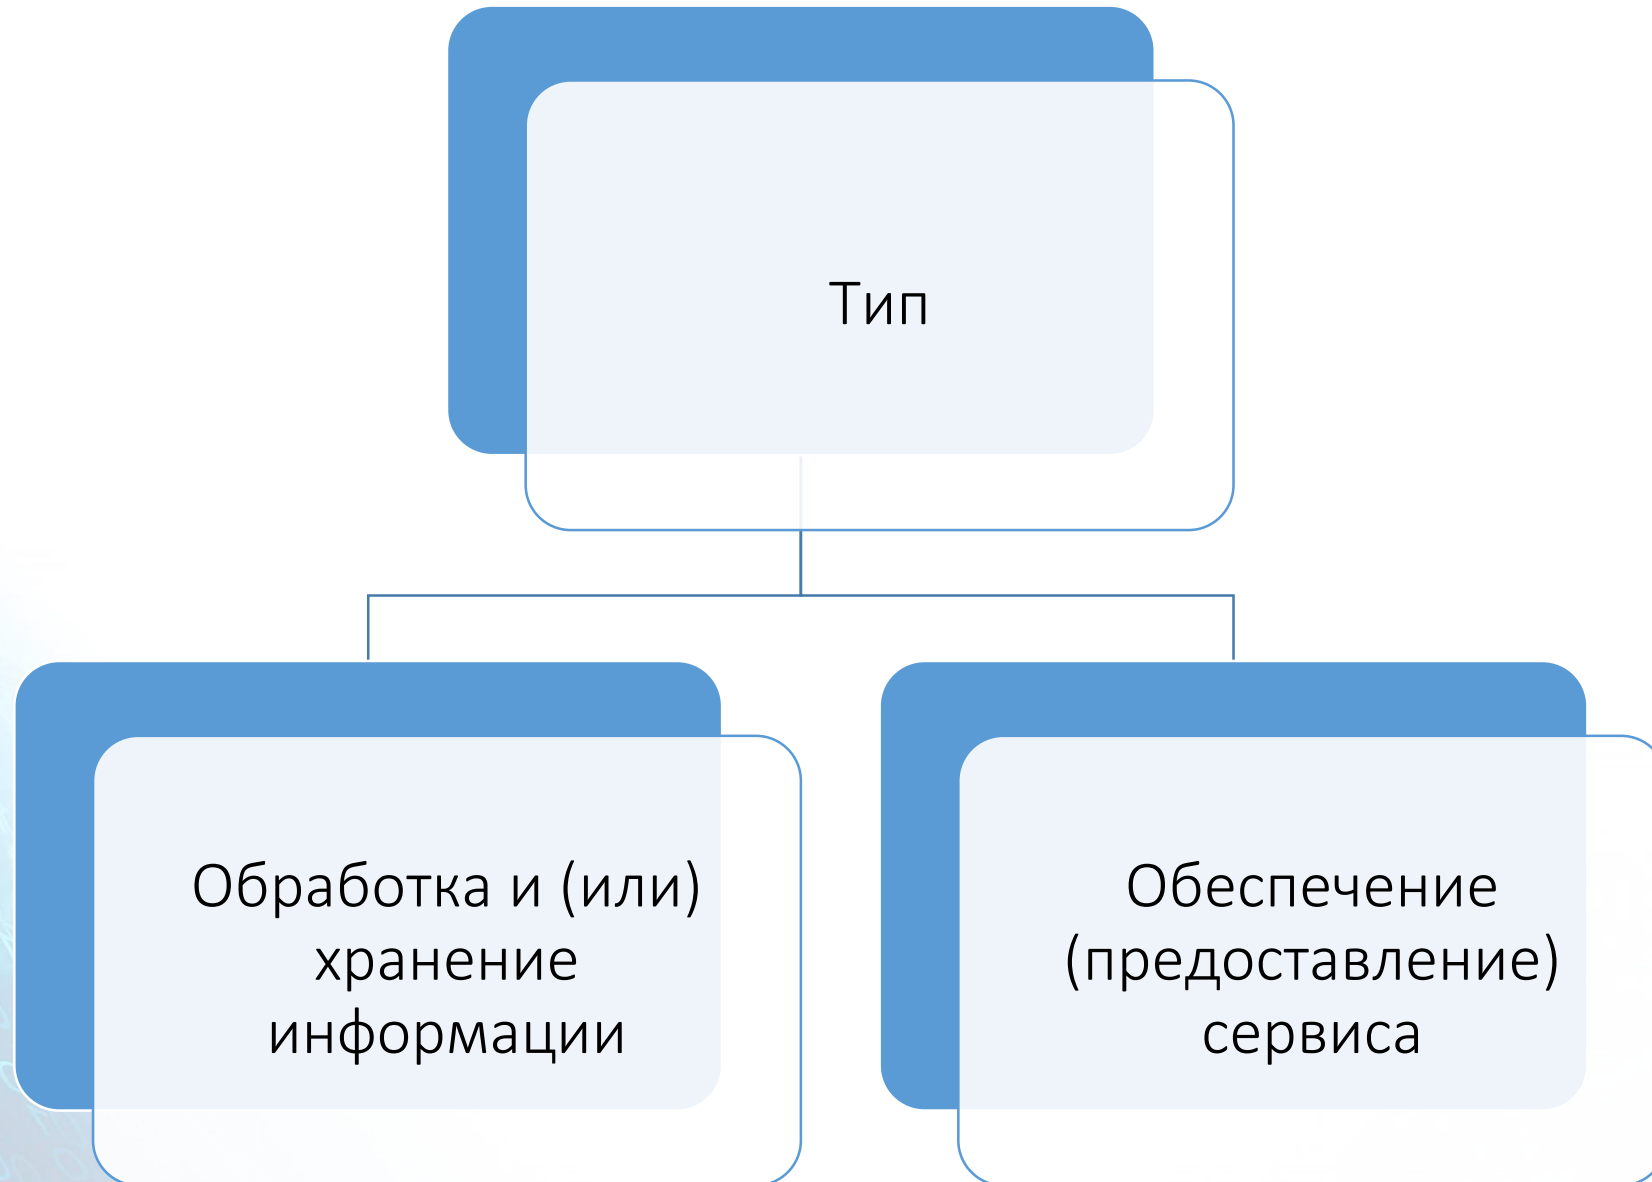 Тип
Обработка и (или)
хранение
информации
Обеспечение
(предоставление)
сервиса